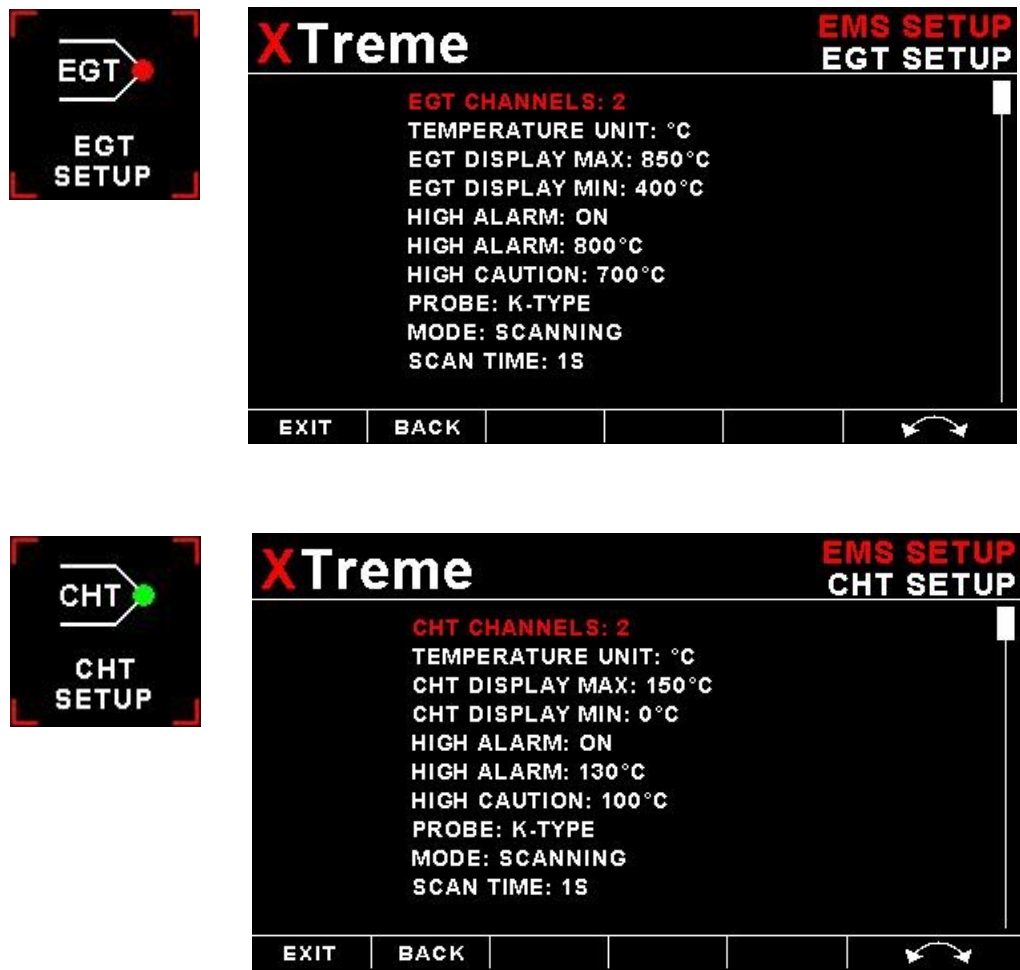 EGT
EGT
SETUP
XTreme
EMS SETUP
EGT SETUP
EGT CHANNELS: 2
TEMPERATURE UNIT: °C
EGT DISPLAY MAX: 850°C
EGT DISPLAY MIN: 400°C
HIGH ALARM: ON
HIGH ALARM: 800°C
HIGH CAUTION: 700°C
PROBE: K-TYPE
MODE: SCANNING
SCAN TIME: 1S
EXIT BACK
CHT
CHT
SETUP
XTreme
EMS SETUP
CHT SETUP
CHT CHANNELS: 2
TEMPERATURE UNIT: °C
CHT DISPLAY MAX: 150°C
CHT DISPLAY MIN: 0°C
HIGH ALARM: ON
HIGH ALARM: 130°C
HIGH CAUTION: 100°C
PROBE: K-TYPE
MODE: SCANNING
SCAN TIME: 1S
EXIT BACK